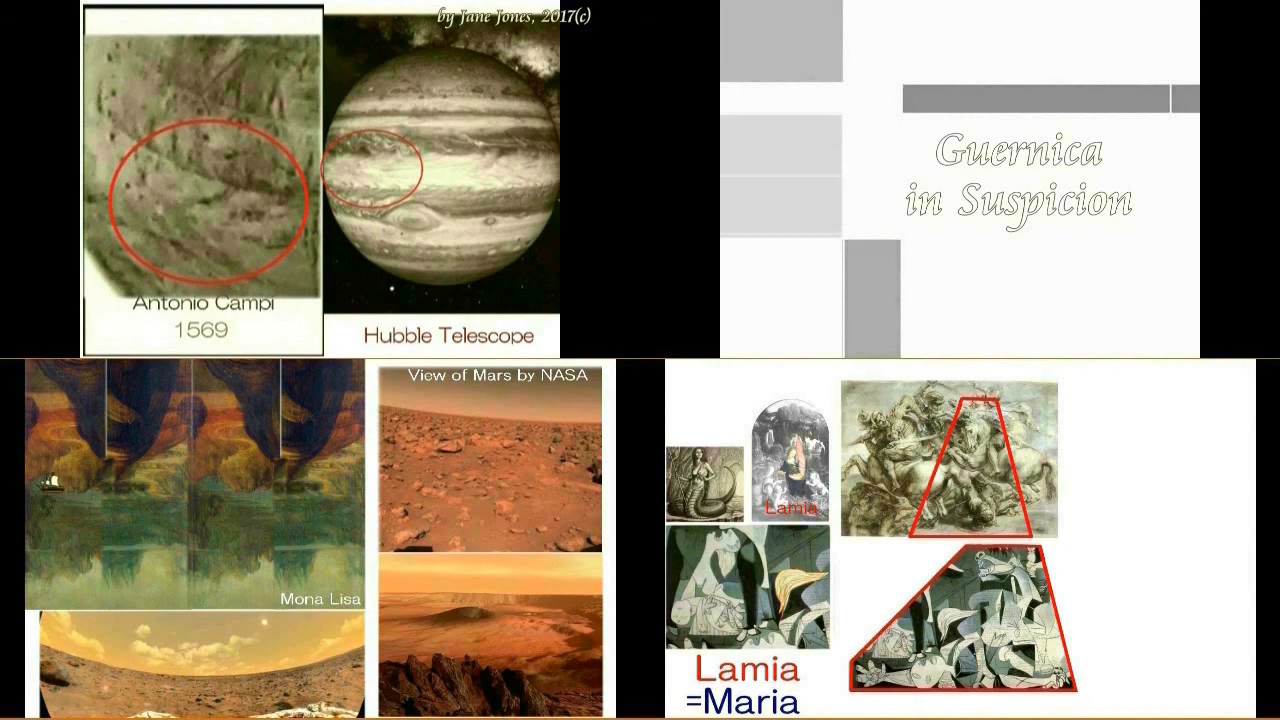 by Jane Jones, 2017(c)
Antonio Campi
1569
Hubble Telescope
Guernica
in Suspicion
View of Mars by NASA
Mona Lisa
Lamia
Lamia
=Maria